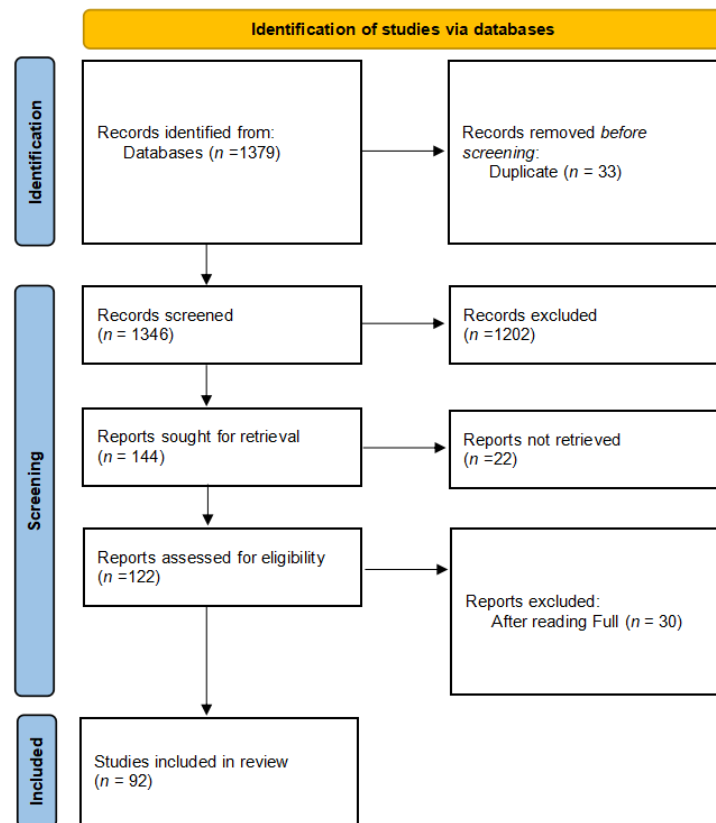 Identification of studies via databases
Identification
Records identified from:
Databases (n =1379)
Records removed before
screening:
Duplicate (n = 33)
Screening
Records screened
(n = 1346)
Records excluded
(n =1202)
Reports sought for retrieval
(n = 144)
Reports not retrieved
(n =22)
Reports assessed for eligibility
(n =122)
Reports excluded:
After reading Full (n = 30)
Included
Studies included in review
(n = 92)